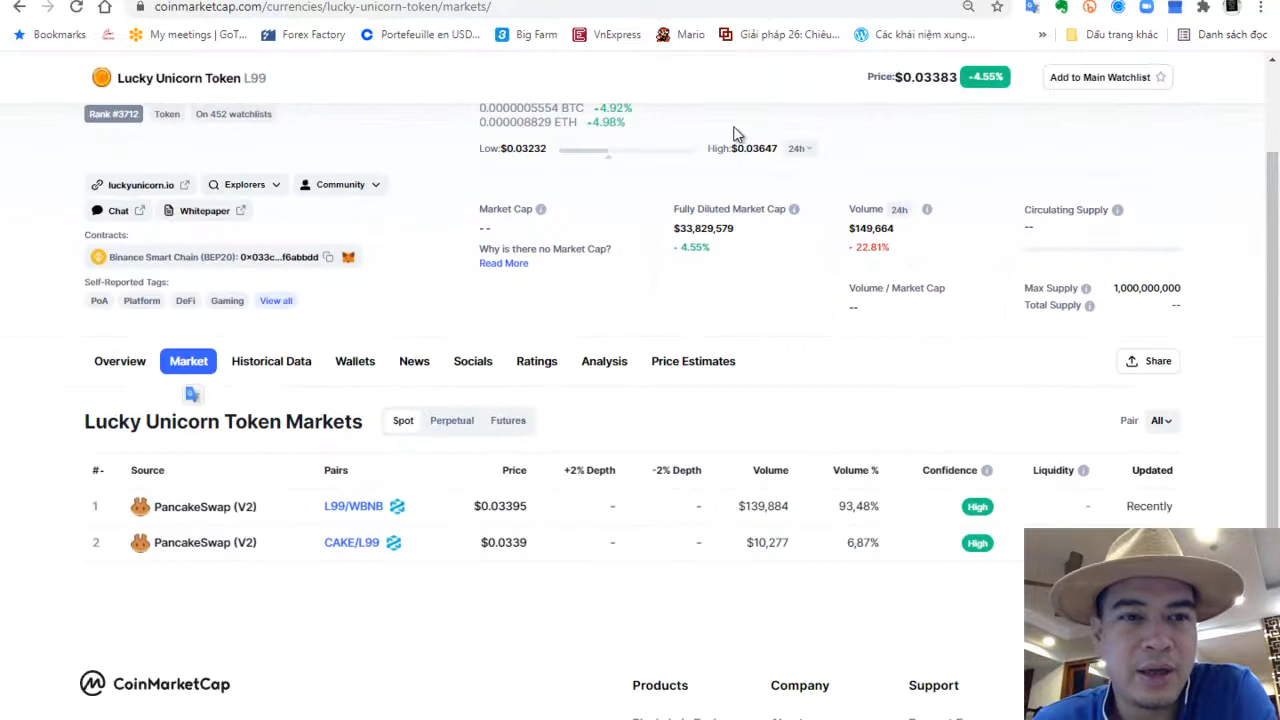 coinmarketcap.com/currencies/lucky-unicorn-token/markets/
Bookmarks My meetings | GoT... Forex Factory Portefeuille en USD... Big Farm VnExpress Mario Giải pháp 26: Chiêu... Các khái niệm xung... » Dấu trang khác Danh sách đọc
Lucky Unicorn Token L99 Price:$0.03383 4.55% Add to Main Watchlist
Rank #3712 Token On 452 watchlists 0.0000005554 BTC 4.92%
0.000008829 ETH 4.98%
Low:$0.03232 High:$0.03647 24h
luckyunicorn.io Explorers Community
Chat Whitepaper
Market Cap Fully Diluted Market Cap Volume 24h Circulating Supply
- - $33,829,579 $149,664 --
4.55% 22.81%
Contracts:
Why is there no Market Cap?
Binance Smart Chain (BEP20): 0x033c...f6abbdd
Read More
Self-Reported Tags:
Volume / Market Cap Max Supply 1,000,000,000
PoA Platform DeFi Gaming View all
-- Total Supply --
Overview Market Historical Data Wallets News Socials Ratings Analysis Price Estimates Share
Lucky Unicorn Token Markets Spot Perpetual Futures Pair All
# Source Pairs Price +2% Depth -2% Depth Volume Volume % Confidence Liquidity Updated
1 PancakeSwap (V2) L99/WBNB $0.03395 - - $139,884 93,48% High - Recently
2 PancakeSwap (V2) CAKE/L99 $0.0339 - - $10,277 6,87% High
CoinMarketCap Products Company Support